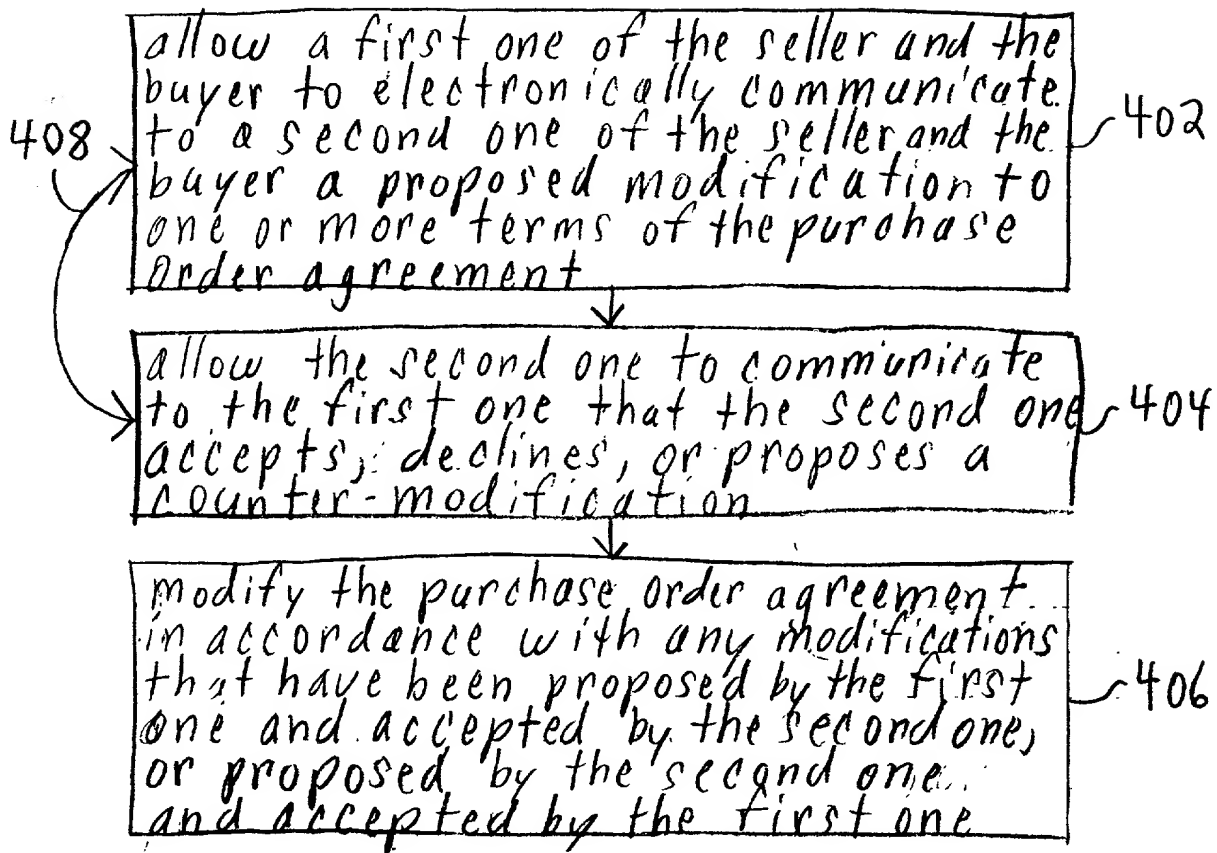 allow a first one of the seller and the
buyer to electronically communicate
to a second one of the seller and the
buyer a proposed modification to
one or more terms of the purchase
order agreement
402
408
allow the second one to communicate
to the first one that the second one
accepts, declines, or proposes a
counter-modification
404
modify the purchase order agreement
in accordance with any modifications
that have been proposed by the first
one and accepted by the second one,
or proposed by the second one
and accepted by the first one
406